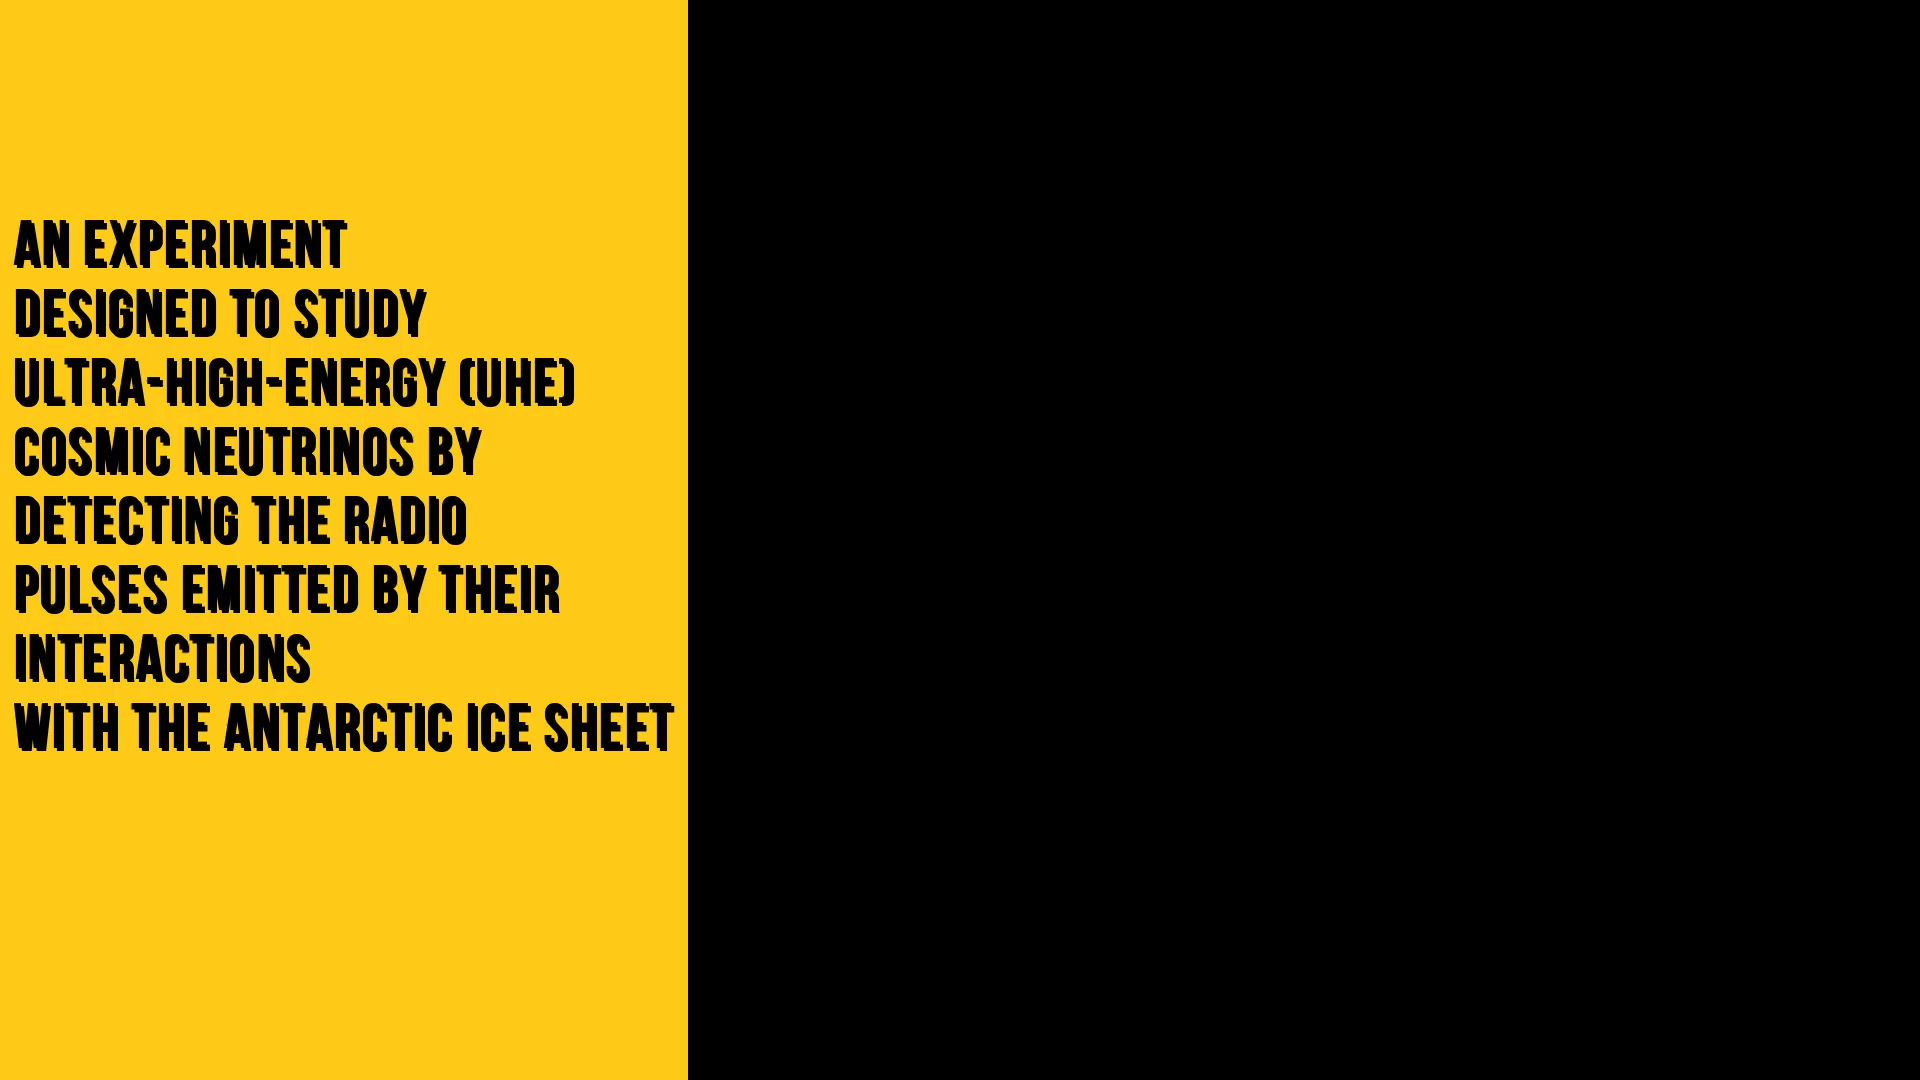 AN EXPERIMENT
DESIGNED TO STUDY
ULTRA-HIGH-ENERGY (UHE)
COSMIC NEUTRINOS BY
DETECTING THE RADIO
PULSES EMITTED BY THEIR
INTERACTIONS
WITH THE ANTARCTIC ICE SHEET